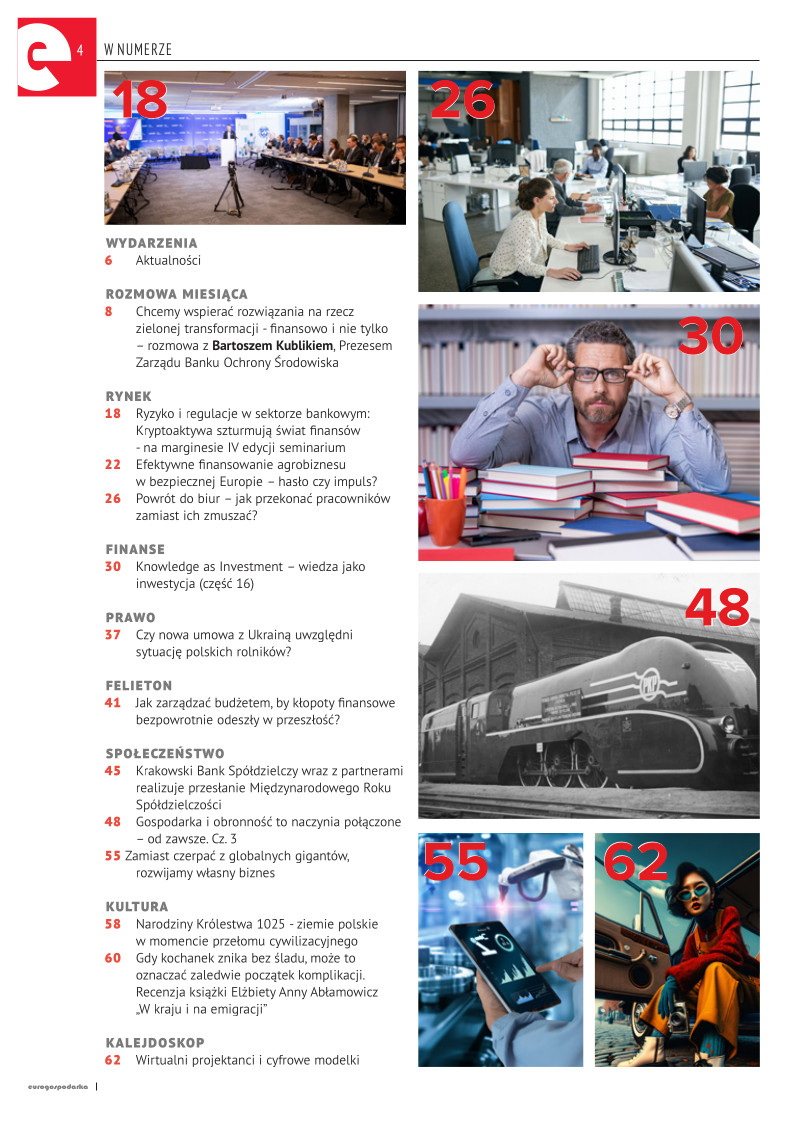 4
W NUMERZE
18
26
30
48
55
62
WYDARZENIA
6 Aktualności
ROZMOWA MIESIĄCA
8 Chcemy wspierać rozwiązania na rzecz
zielonej transformacji - finansowo i nie tylko
– rozmowa z Bartoszem Kublikiem, Prezesem
Zarządu Banku Ochrony Środowiska
RYNEK
18 Ryzyko i regulacje w sektorze bankowym:
Kryptoaktywa szturmują świat finansów
- na marginesie IV edycji seminarium
22 Efektywne finansowanie agrobiznesu
w bezpiecznej Europie – hasło czy impuls?
26 Powrót do biur – jak przekonać pracowników
zamiast ich zmuszać?
FINANSE
30 Knowledge as Investment – wiedza jako
inwestycja (część 16)
PRAWO
37 Czy nowa umowa z Ukrainą uwzględni
sytuację polskich rolników?
FELIETON
41 Jak zarządzać budżetem, by kłopoty finansowe
bezpowrotnie odeszły w przeszłość?
SPOŁECZEŃSTWO
45 Krakowski Bank Spółdzielczy wraz z partnerami
realizuje przesłanie Międzynarodowego Roku
Spółdzielczości
48 Gospodarka i obronność to naczynia połączone
– od zawsze. Cz. 3
55 Zamiast czerpać z globalnych gigantów,
rozwijamy własny biznes
KULTURA
58 Narodziny Królestwa 1025 - ziemie polskie
w momencie przełomu cywilizacyjnego
60 Gdy kochanek znika bez śladu, może to
oznaczać zaledwie początek komplikacji.
Recenzja książki Elżbiety Anny Abłamowicz
„W kraju i na emigracji”
KALEJDOSKOP
62 Wirtualni projektanci i cyfrowe modelki
PKP
eurogospodarka